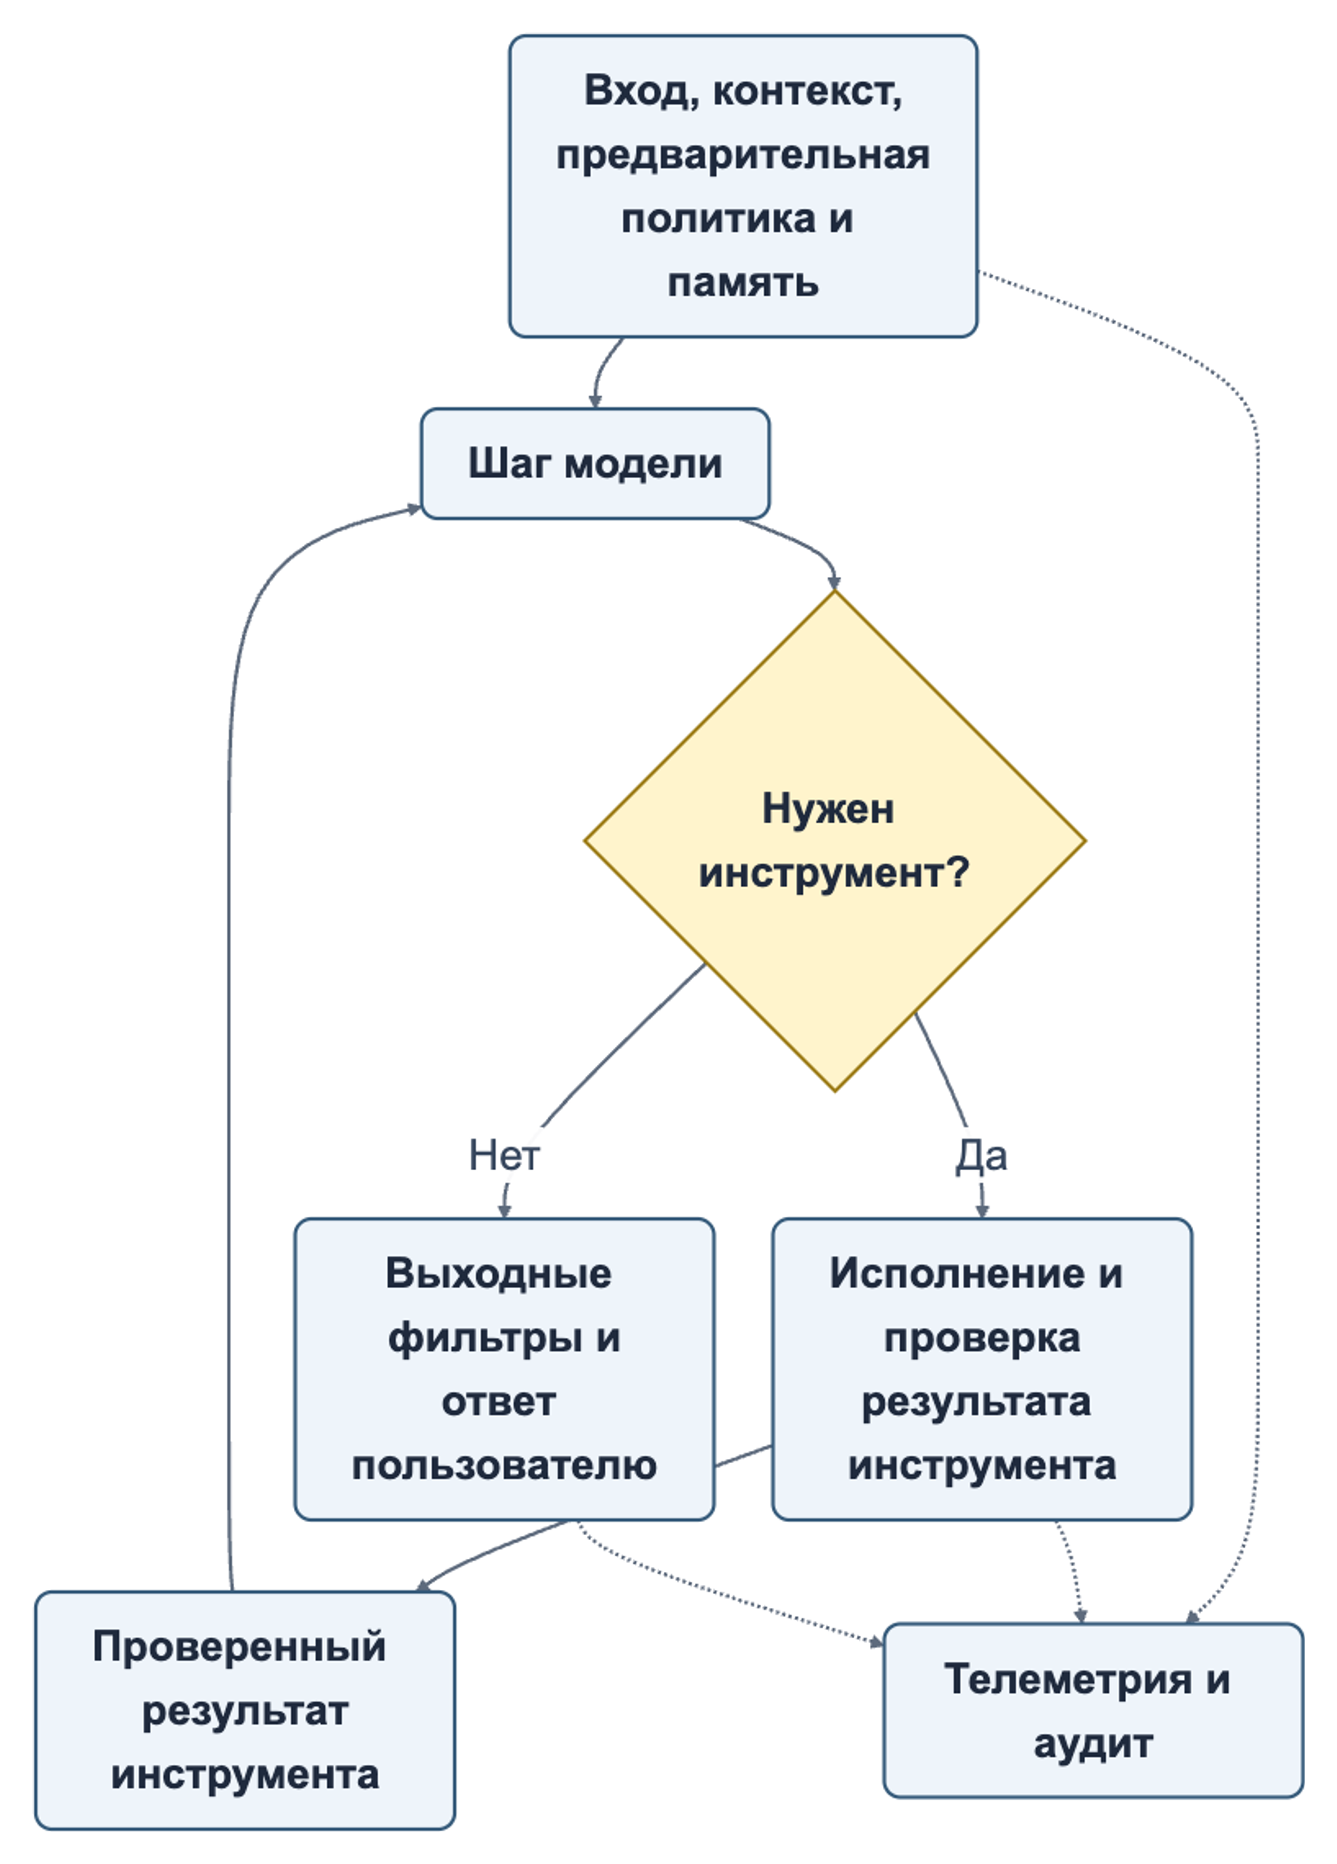 Вход, контекст,
предварительная
политика и
память
Шаг модели
Нужен
инструмент?
Нет
Да
Выходные
фильтры и
ответ
пользователю
Исполнение и
проверка
результата
инструмента
Проверенный
результат
инструмента
Телеметрия и
аудит